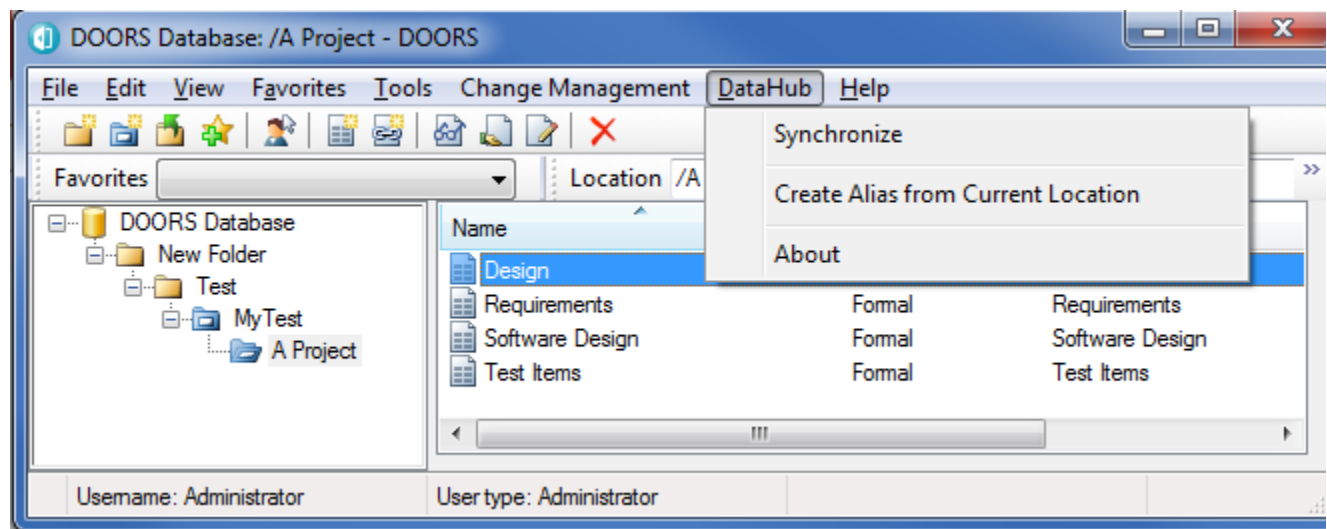 DOORS Database: /A Project - DOORS
File Edit View Favorites Tools Change Management DataHub Help
Synchronize
Create Alias from Current Location
About
Favorites Location /A
DOORS Database
New Folder
Test
MyTest
A Project
Name
Design
Requirements Formal Requirements
Software Design Formal Software Design
Test Items Formal Test Items
Username: Administrator User type: Administrator